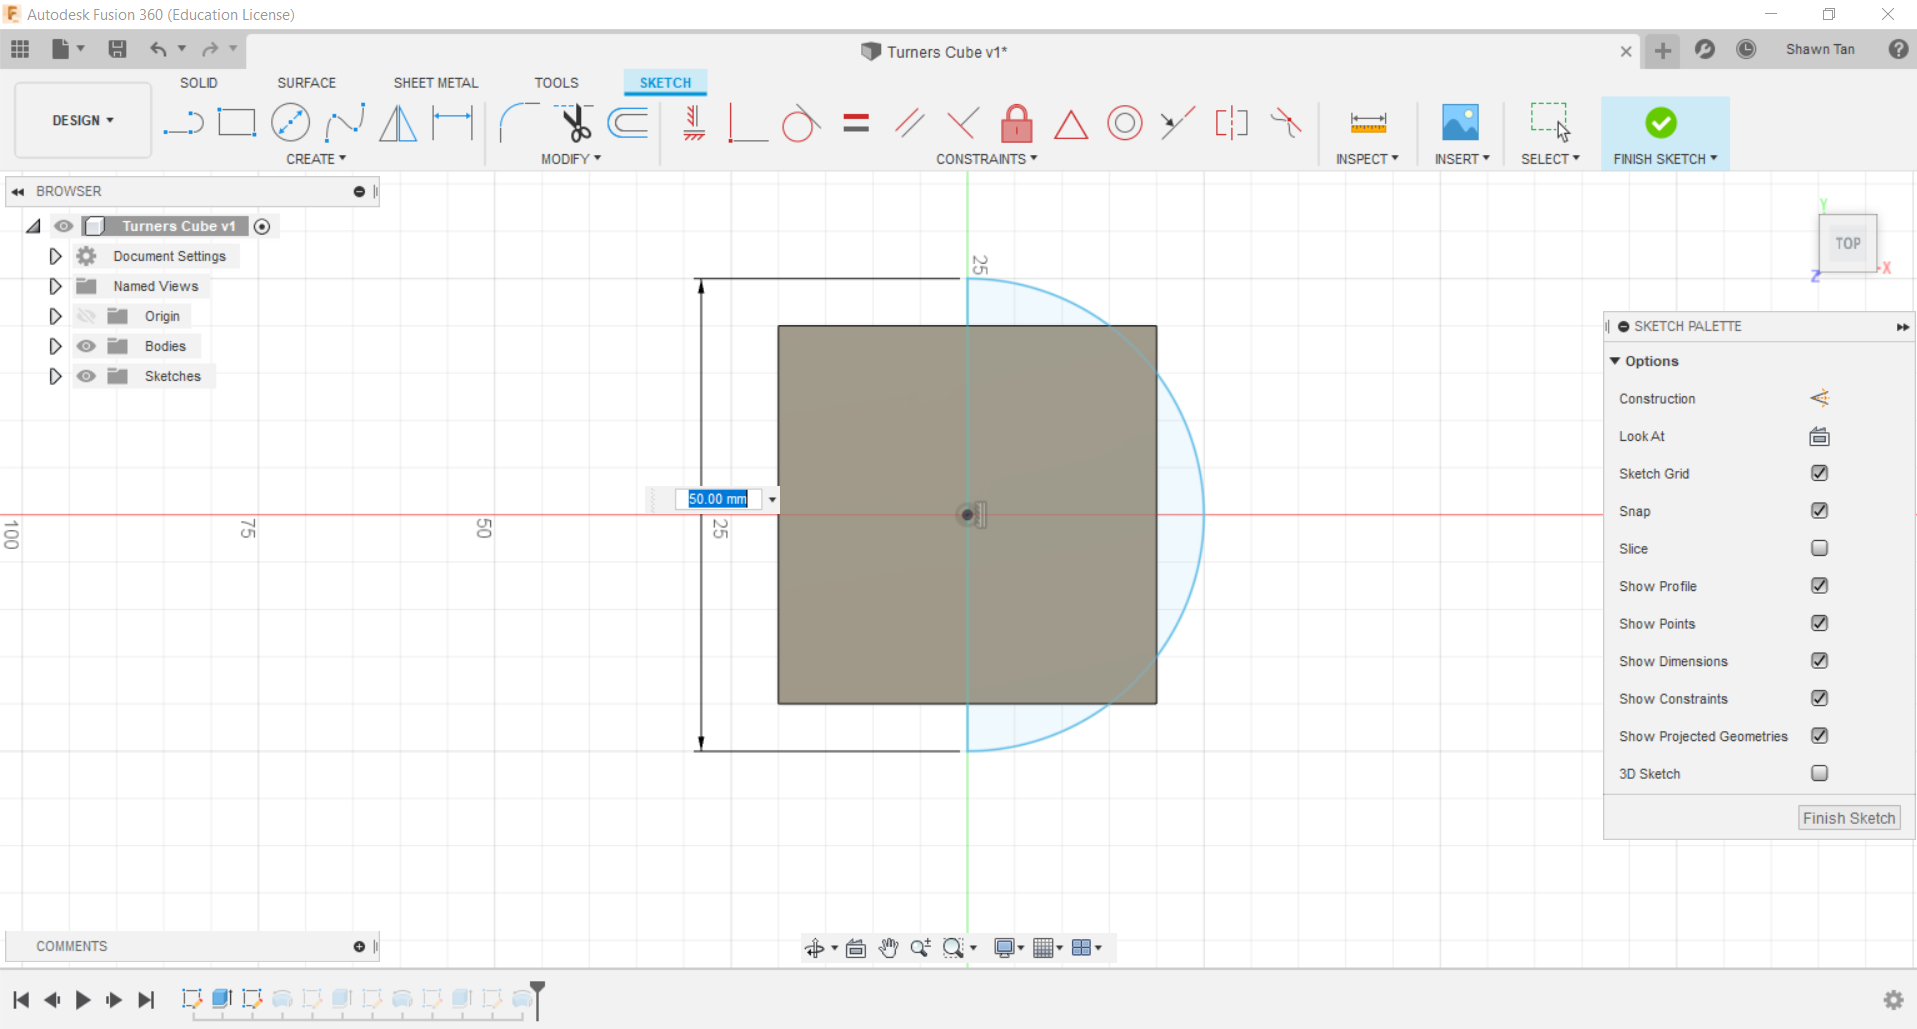 Autodesk Fusion 360 (Education License)
Turners Cube v1*
Shawn Tan
SOLID
SURFACE
SHEET METAL
TOOLS
SKETCH
DESIGN
CREATE
MODIFY
CONSTRAINTS
INSPECT
INSERT
SELECT
FINISH SKETCH
BROWSER
Turners Cube v1
Document Settings
Named Views
Origin
Bodies
Sketches
Y
TOP
X
Z
25
50.00 mm
100
75
50
25
SKETCH PALETTE
Options
Construction
Look At
Sketch Grid
Snap
Slice
Show Profile
Show Points
Show Dimensions
Show Constraints
Show Projected Geometries
3D Sketch
Finish Sketch
COMMENTS